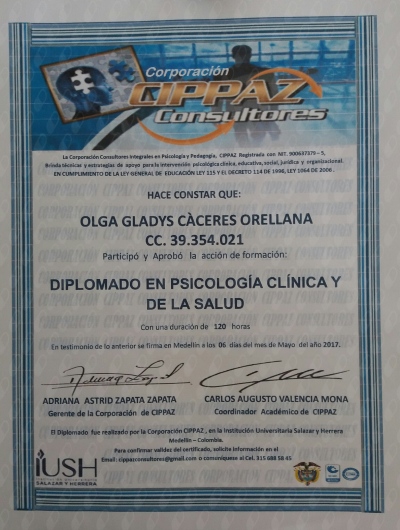 Corporación
CIPPAZ
Consultores
La Corporación Consultores Integrales en Psicología y Pedagogía, CIPPAZ Registrada con NIT. 900637379 – 5,
Brinda técnicas y estrategias de apoyo para la intervención psicológica clínica, educativa, social, jurídica y organizacional.
EN CUMPLIMIENTO DE LA LEY GENERAL DE EDUCACIÓN LEY 115 Y EL DECRETO 114 DE 1996, LEY 1064 DE 2006.
HACE CONSTAR QUE:
OLGA GLADYS CÀCERES ORELLANA
CC. 39.354.021
Participó y Aprobó la acción de formación:
DIPLOMADO EN PSICOLOGÍA CLÍNICA Y
DE LA SALUD
Con una duración de 120 horas
En testimonio de lo anterior se firma en Medellín a los 06 días del mes de Mayo del año 2017.
ADRIANA ASTRID ZAPATA ZAPATA
Gerente de la Corporación de CIPPAZ
CARLOS AUGUSTO VALENCIA MONA
Coordinador Académico de CIPPAZ
El Diplomado fue realizado por la Corporación CIPPAZ, en la Institución Universitaria Salazar y Herrera
Medellín – Colombia.
Para confirmar validez del certificado, solicite información en el
Email: cippazconsultores@gmail.com o comuníquese al Cel. 315 688 58 45
IUSH
SALAZAR Y HERRERA